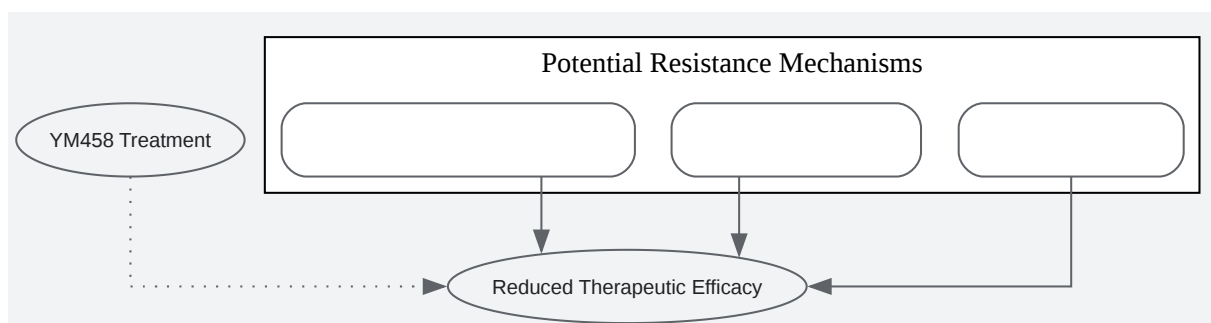 Potential Resistance Mechanisms
YM458 Treatment
Reduced Therapeutic Efficacy